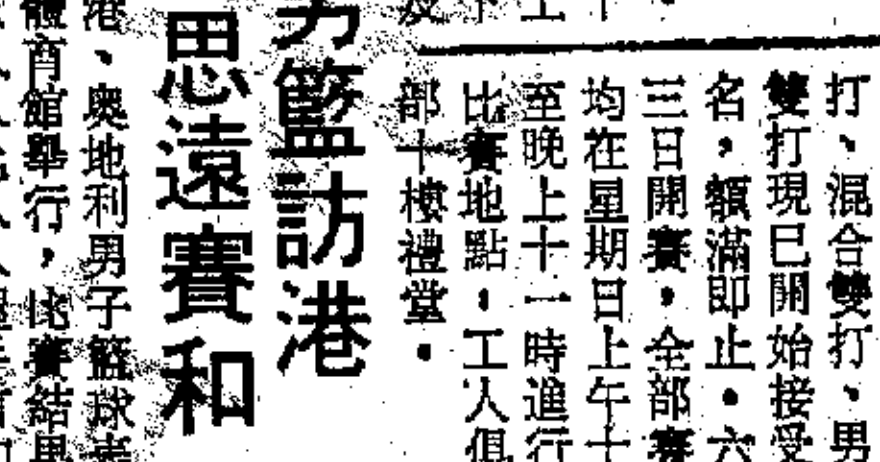 打、混合雙打、男
雙打現已開始接受
名，額滿即止。六
三日開賽，全部賽
均在星期日上午十
至晚上十一時進行
比賽地點：工人俱
部十樓禮堂。
男籃訪港
思遠賽和
港、奧地利男子籃球
體育館舉行，比賽結果